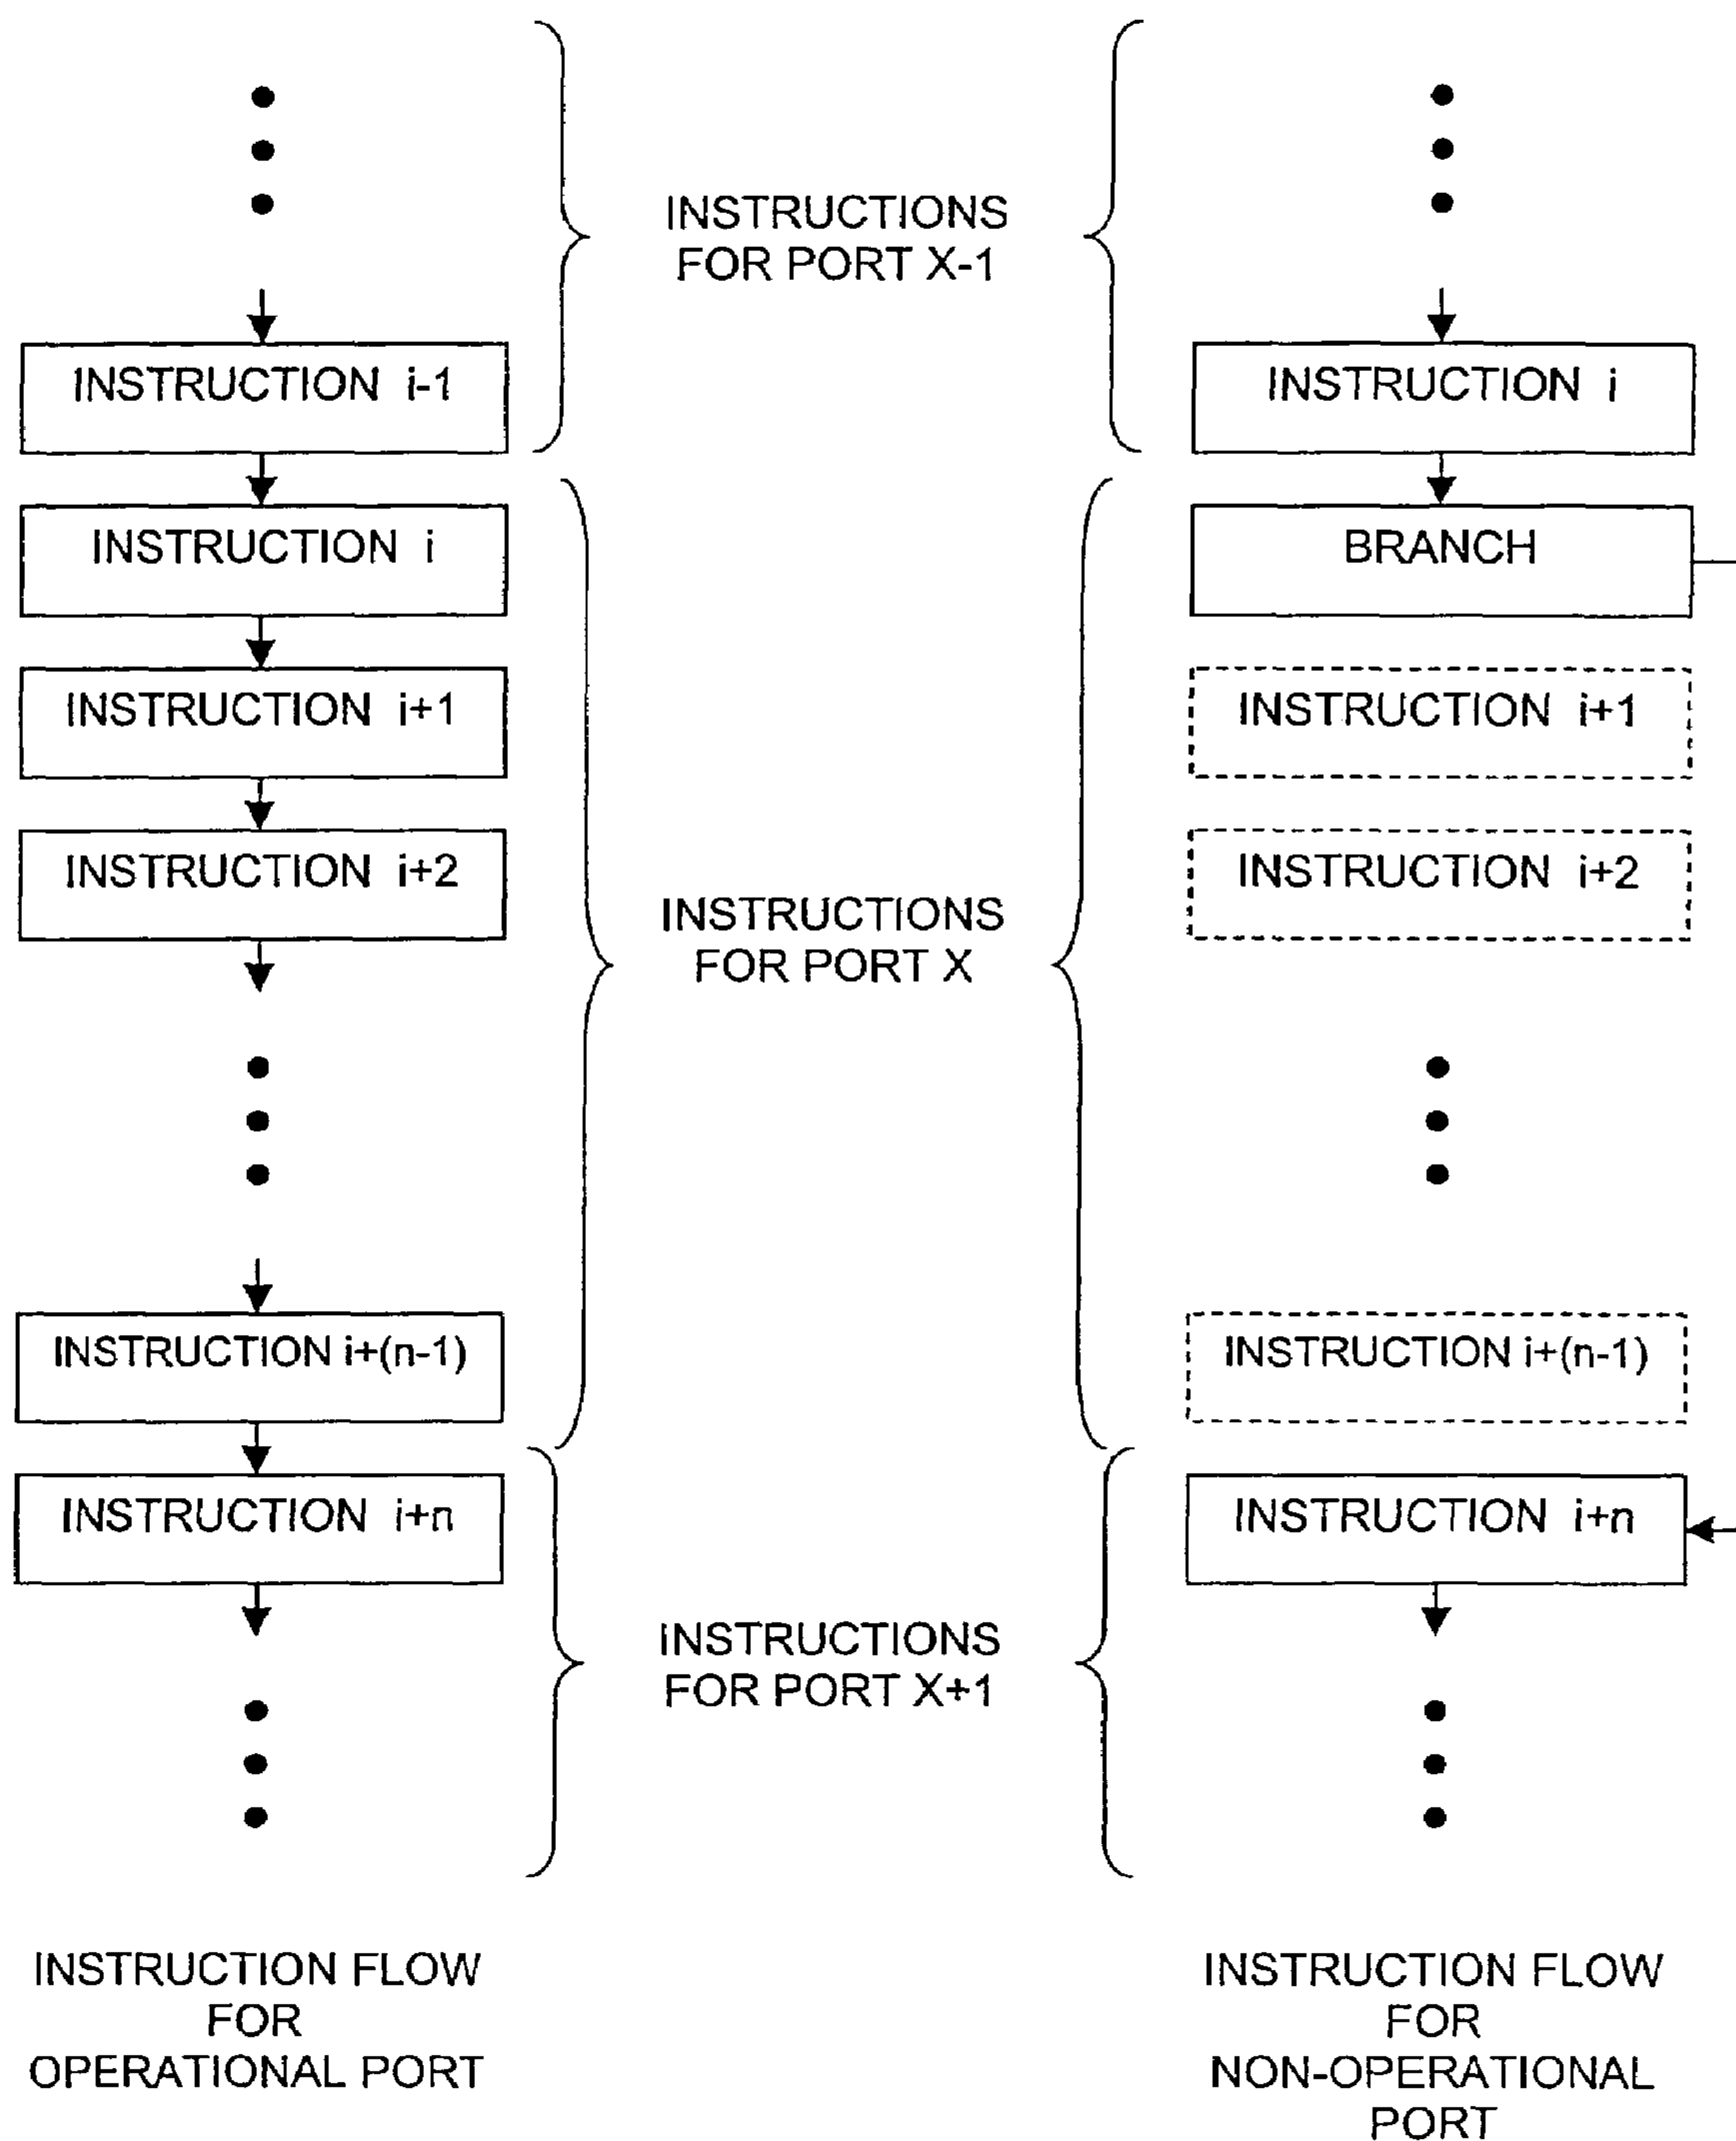 INSTRUCTIONS
FOR PORT X-1
INSTRUCTION i-1
INSTRUCTION i
INSTRUCTION i
BRANCH
INSTRUCTION i+1
INSTRUCTION i+1
INSTRUCTION i+2
INSTRUCTION i+2
INSTRUCTIONS
FOR PORT X
INSTRUCTION i+(n-1)
INSTRUCTION i+(n-1)
INSTRUCTION i+n
INSTRUCTION i+n
INSTRUCTIONS
FOR PORT X+1
INSTRUCTION FLOW
FOR
OPERATIONAL PORT
INSTRUCTION FLOW
FOR
NON-OPERATIONAL
PORT